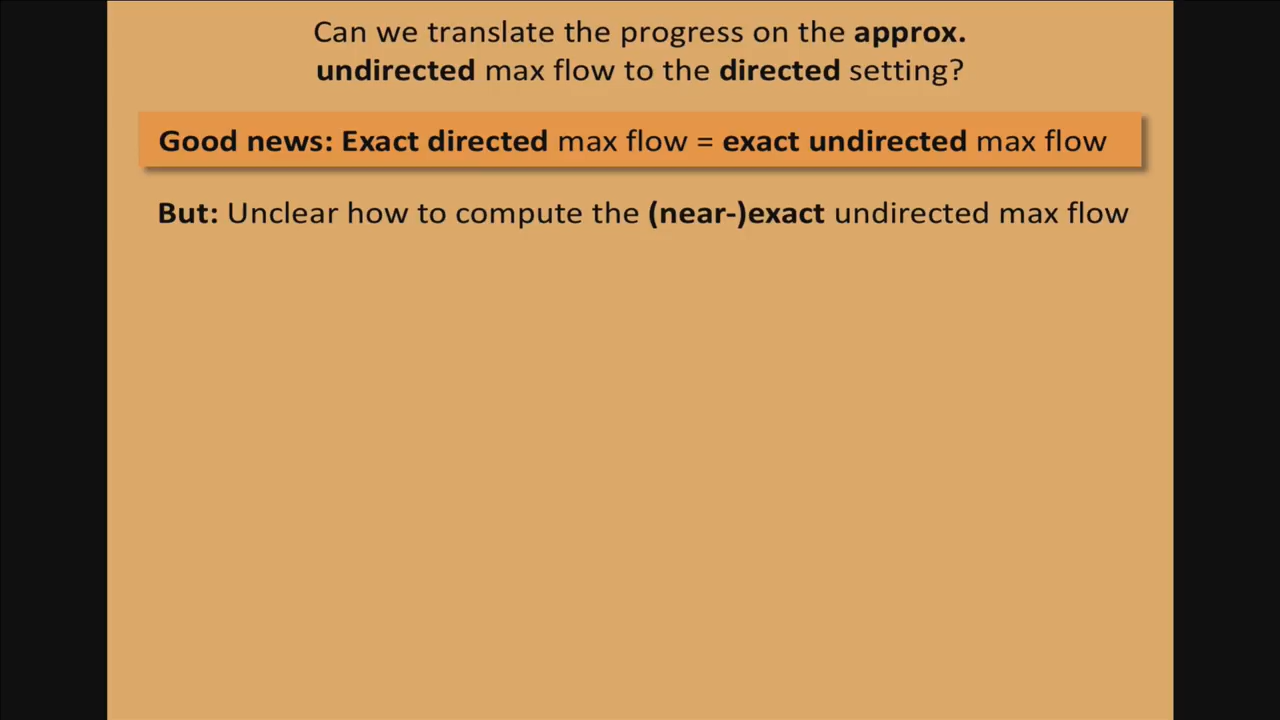 Can we translate the progress on the approx.
undirected max flow to the directed setting?
Good news: Exact directed max flow = exact undirected max flow
But: Unclear how to compute the (near-)exact undirected max flow